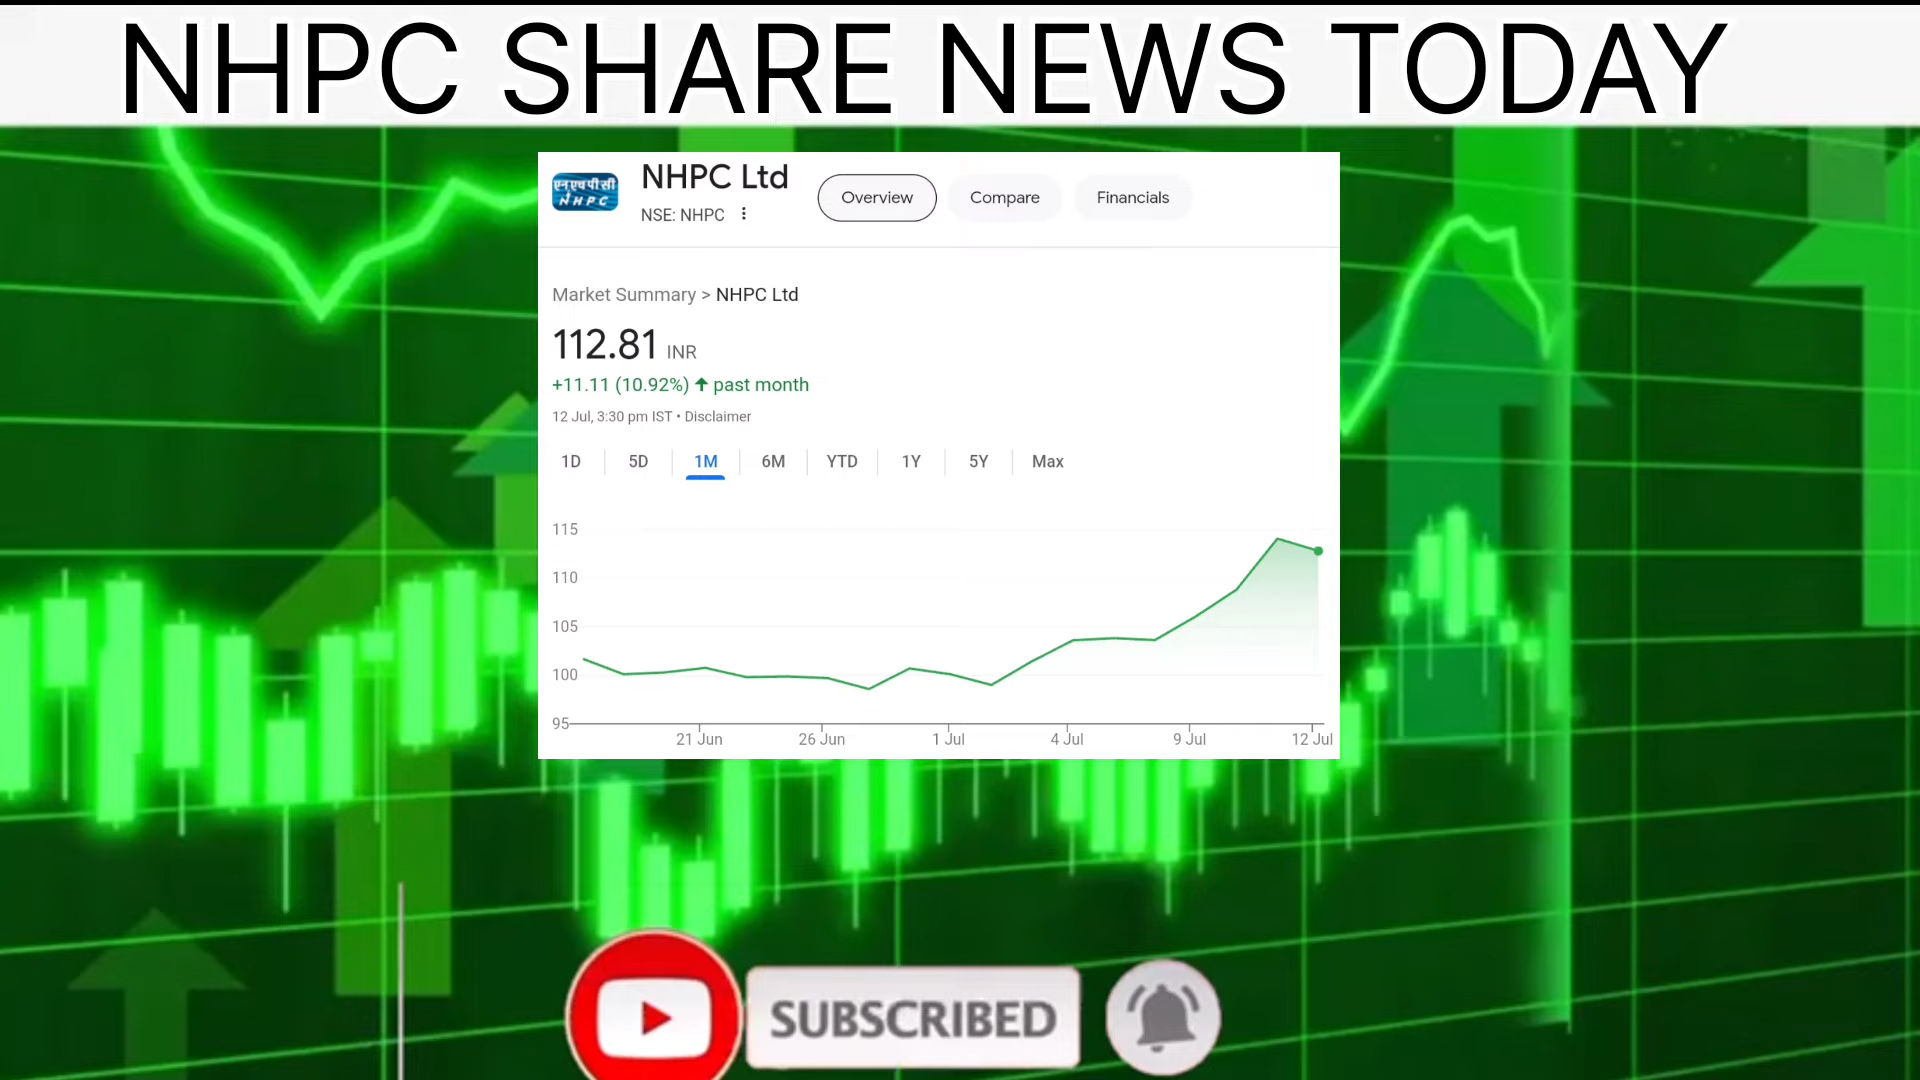 NHPC SHARE NEWS TODAY
एनएचपीसी
NHPC
NHPC Ltd
NSE: NHPC
Overview
Compare
Financials
Market Summary > NHPC Ltd
112.81 INR
+11.11 (10.92%) ↑ past month
12 Jul, 3:30 pm IST • Disclaimer
1D 5D 1M 6M YTD 1Y 5Y Max
115
110
105
100
95
21 Jun 26 Jun 1 Jul 4 Jul 9 Jul 12 Jul
SUBSCRIBED